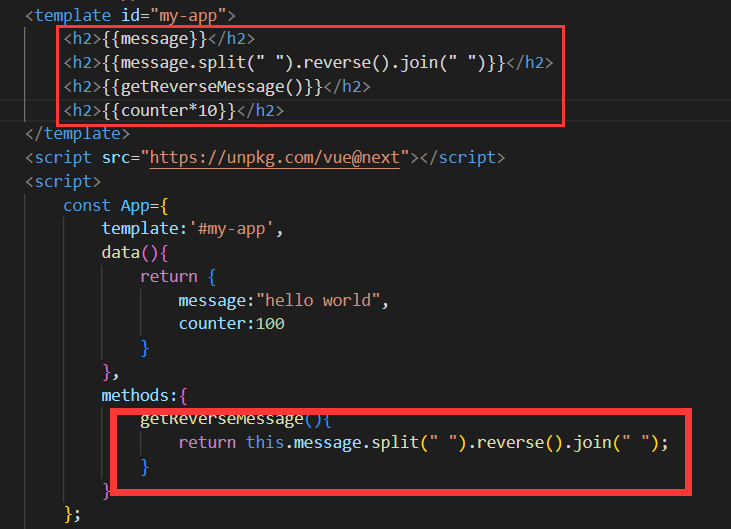 <template id="my-app">
<h2>{{message}}</h2>
<h2>{{message.split(" ").reverse().join(" ")}}</h2>
<h2>{{getReverseMessage()}}</h2>
<h2>{{counter*10}}</h2>
</template>
<script src="https://unpkg.com/vue@next"></script>
<script>
const App={
template:'#my-app',
data(){
return {
message:"hello world",
counter:100
}
},
methods:{
getReverseMessage(){
return this.message.split(" ").reverse().join(" ");
}
}
};